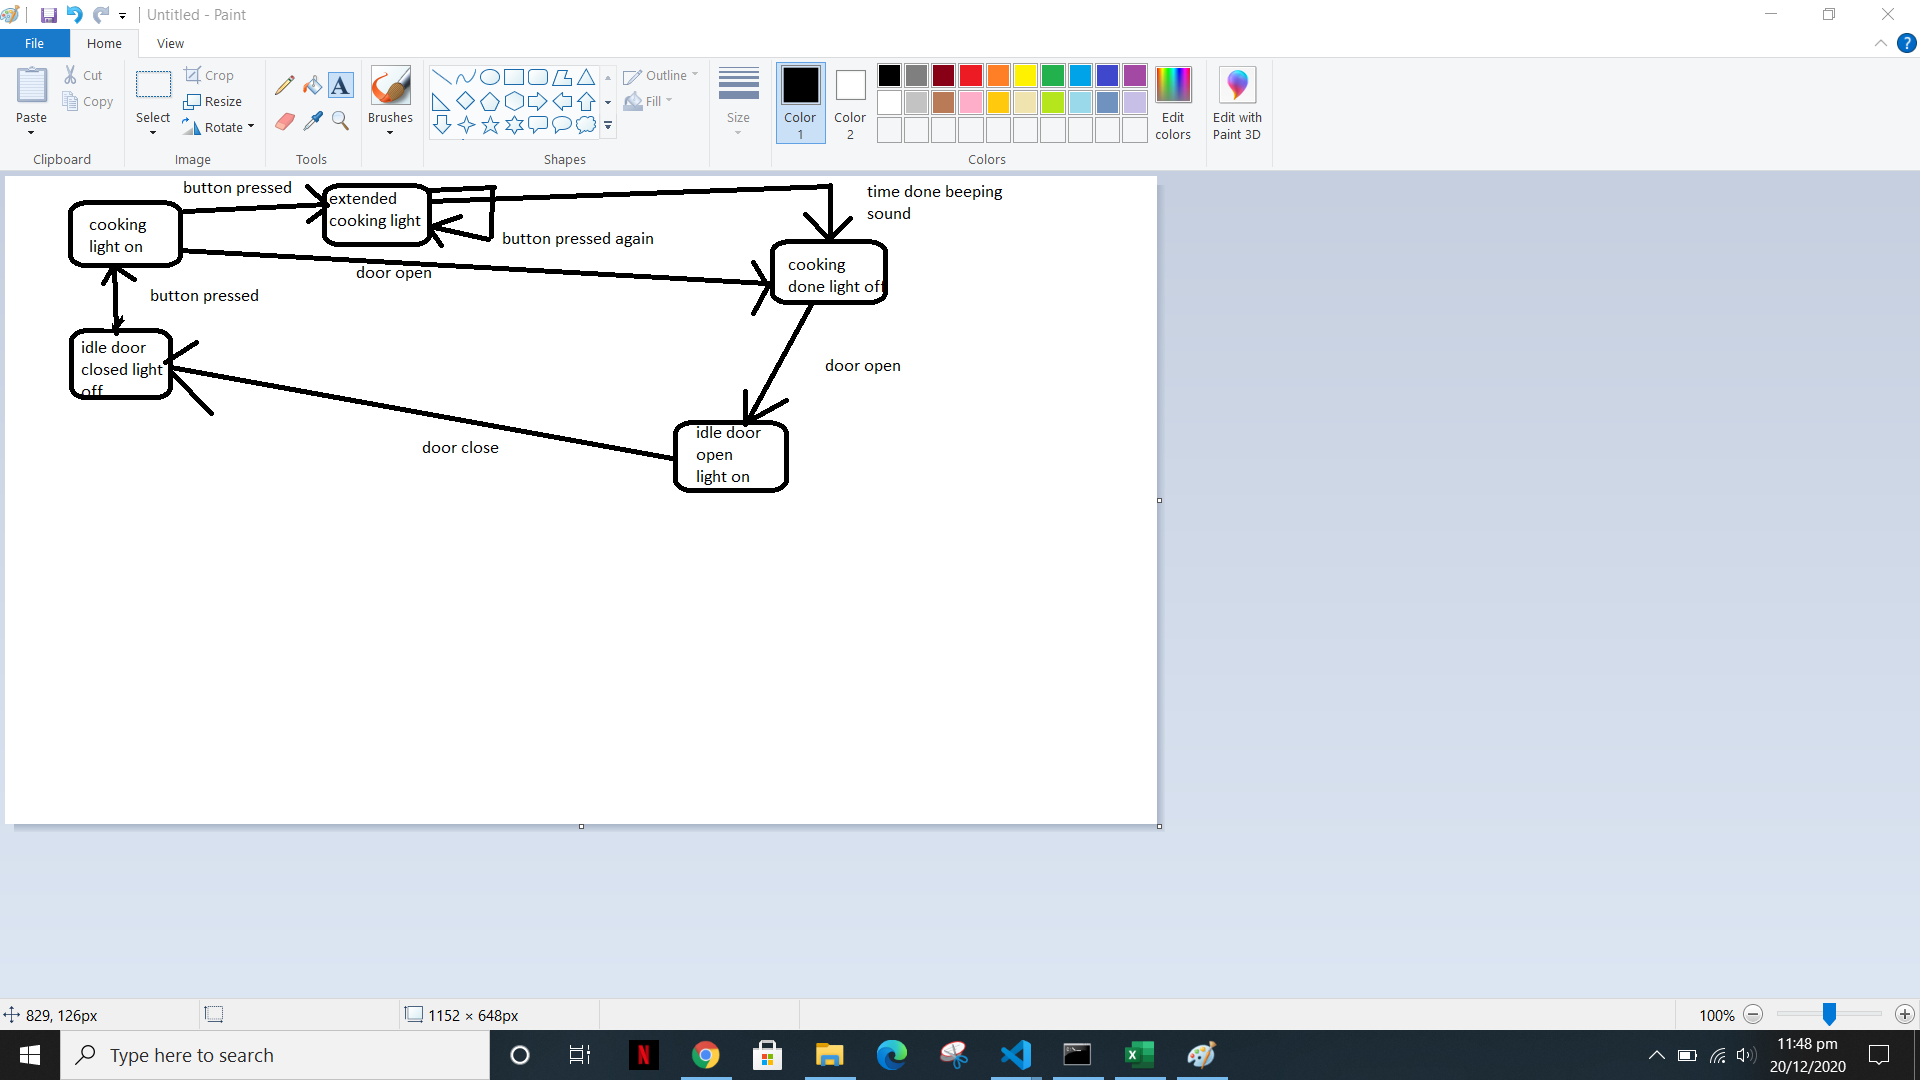 Untitled - Paint
File
Home
View
Paste
Cut
Copy
Clipboard
Select
Crop
Resize
Rotate
Image
Tools
A
Brushes
Outline
Fill
Shapes
Size
Color
1
Color
2
Edit
colors
Colors
Edit with
Paint 3D
?
button pressed
extended
cooking light
time done beeping
sound
cooking
light on
button pressed again
door open
cooking
done light off
button pressed
idle door
closed light
off
door open
door close
idle door
open
light on
829, 126px
1152 × 648px
100%
Type here to search
N
11:48 pm
20/12/2020